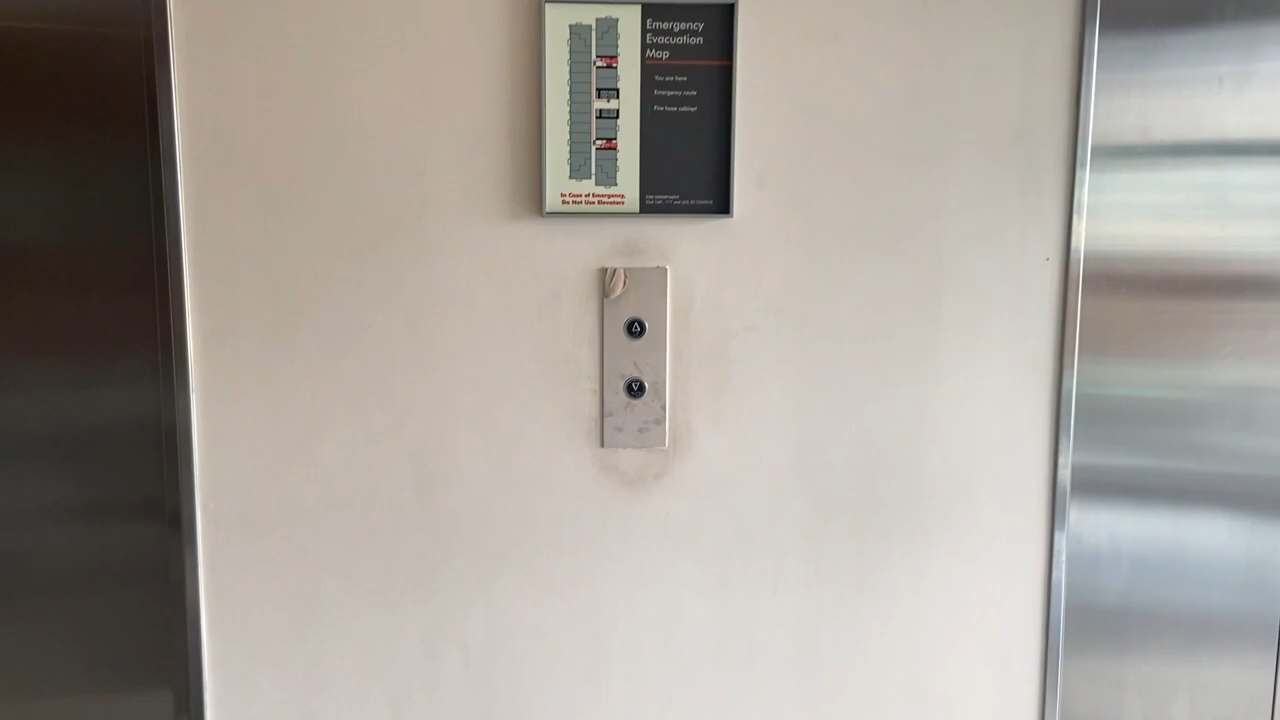 Emergency
Evacuation
Map
You are here
Emergency route
Fire hose cabinet
In Case of Emergency,
Do Not Use Elevators